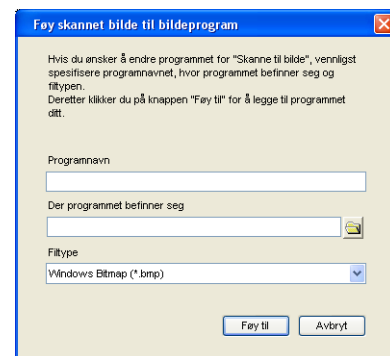 Føy skannet bilde til bildeprogram
Hvis du ønsker å endre programmet for "Skanne til bilde", vennligst
spesifisere programnavnet, hvor programmet befinner seg og
filtypen.
Deretter klikker du på knappen "Føy til" for å legge til programmet
ditt.
Programnavn
Der programmet befinner seg
Filtype
Windows Bitmap (*.bmp)
Føy til Avbryt